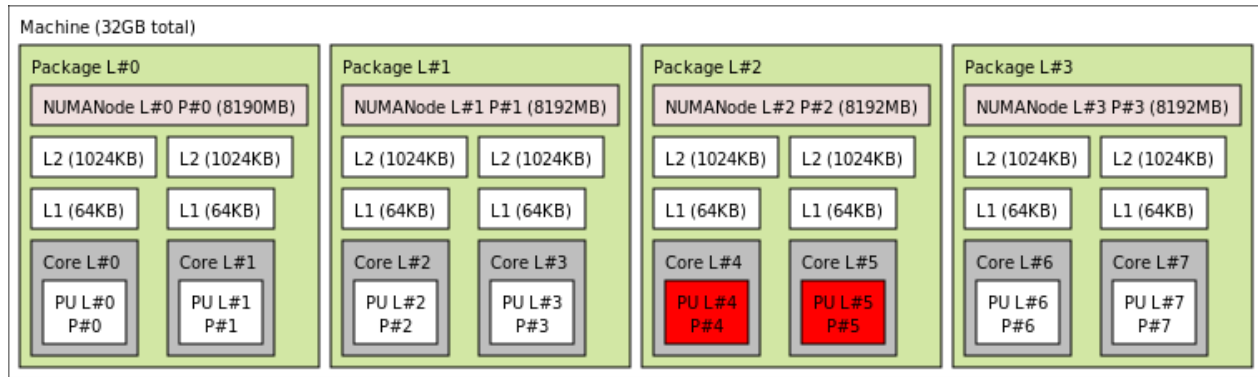 Machine (32GB total)
Package L#0
NUMANode L#0 P#0 (8190MB)
L2 (1024KB) L2 (1024KB)
L1 (64KB) L1 (64KB)
Core L#0 Core L#1
PU L#0 PU L#1
P#0 P#1
Package L#1
NUMANode L#1 P#1 (8192MB)
L2 (1024KB) L2 (1024KB)
L1 (64KB) L1 (64KB)
Core L#2 Core L#3
PU L#2 PU L#3
P#2 P#3
Package L#2
NUMANode L#2 P#2 (8192MB)
L2 (1024KB) L2 (1024KB)
L1 (64KB) L1 (64KB)
Core L#4 Core L#5
PU L#4 PU L#5
P#4 P#5
Package L#3
NUMANode L#3 P#3 (8192MB)
L2 (1024KB) L2 (1024KB)
L1 (64KB) L1 (64KB)
Core L#6 Core L#7
PU L#6 PU L#7
P#6 P#7